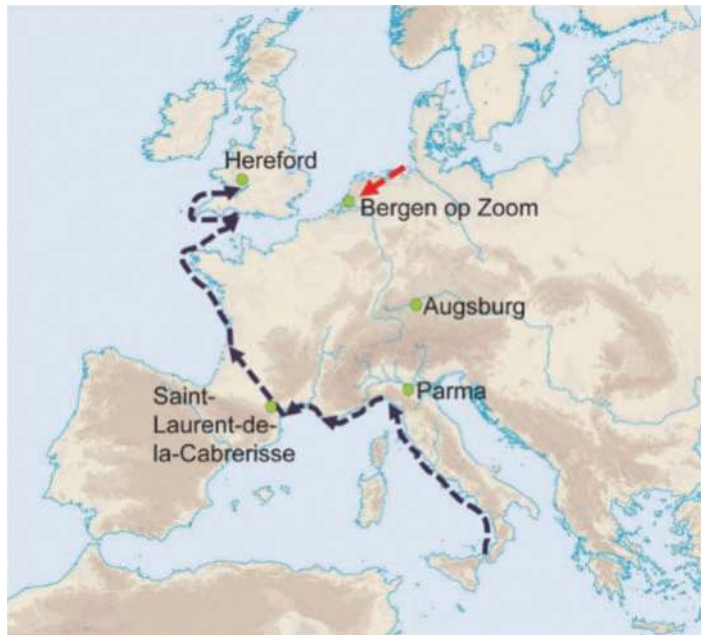 Hereford
Bergen op Zoom
Augsburg
Parma
Saint-
Laurent-de-
la-Cabrerisse